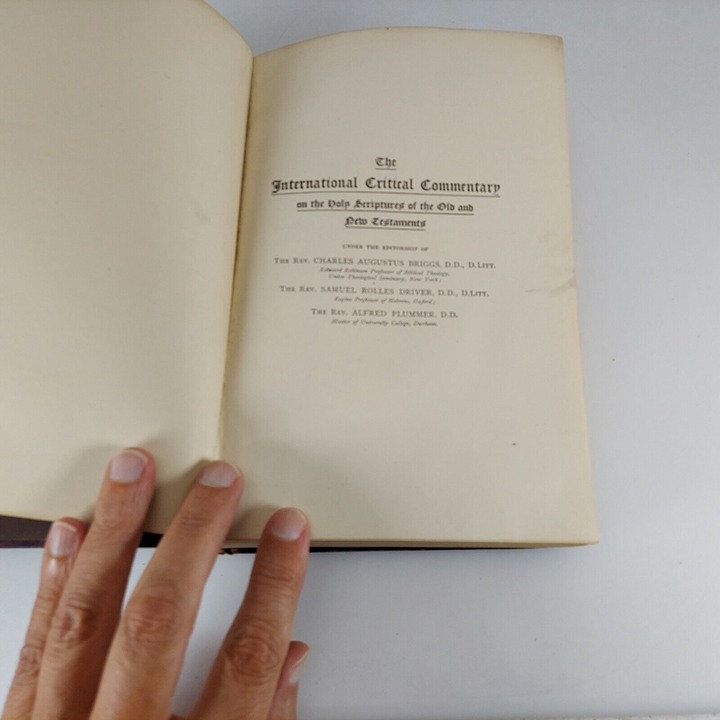 The
International Critical Commentary
on the Holy Scriptures of the Old and
New Testaments
UNDER THE EDITORSHIP OF
THE REV. CHARLES AUGUSTUS BRIGGS, D.D., D.LITT.
Edward Robinson Professor of Biblical Theology,
Union Theological Seminary, New York;
THE REV. SAMUEL ROLLES DRIVER, D.D., D.LITT.
Regius Professor of Hebrew, Oxford;
THE REV. ALFRED PLUMMER, D.D.
Master of University College, Durham.